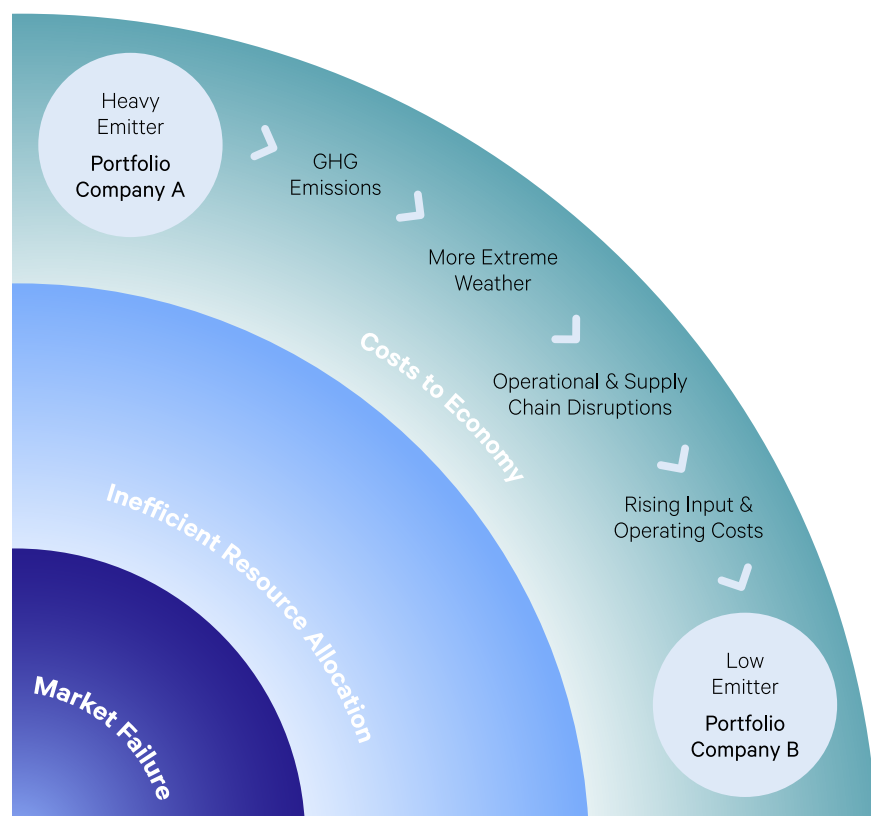 Heavy
Emitter
Portfolio
Company A
GHG
Emissions
More Extreme
Weather
Operational & Supply
Chain Disruptions
Rising Input &
Operating Costs
Low
Emitter
Portfolio
Company B
Costs to Economy
Inefficient Resource Allocation
Market Failure